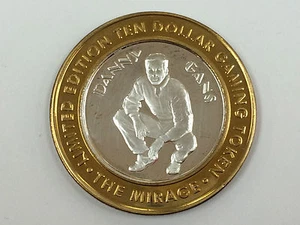 LIMITED EDITION TEN DOLLAR GAMING TOKEN
• THE MIRAGE •
DANNY GANS